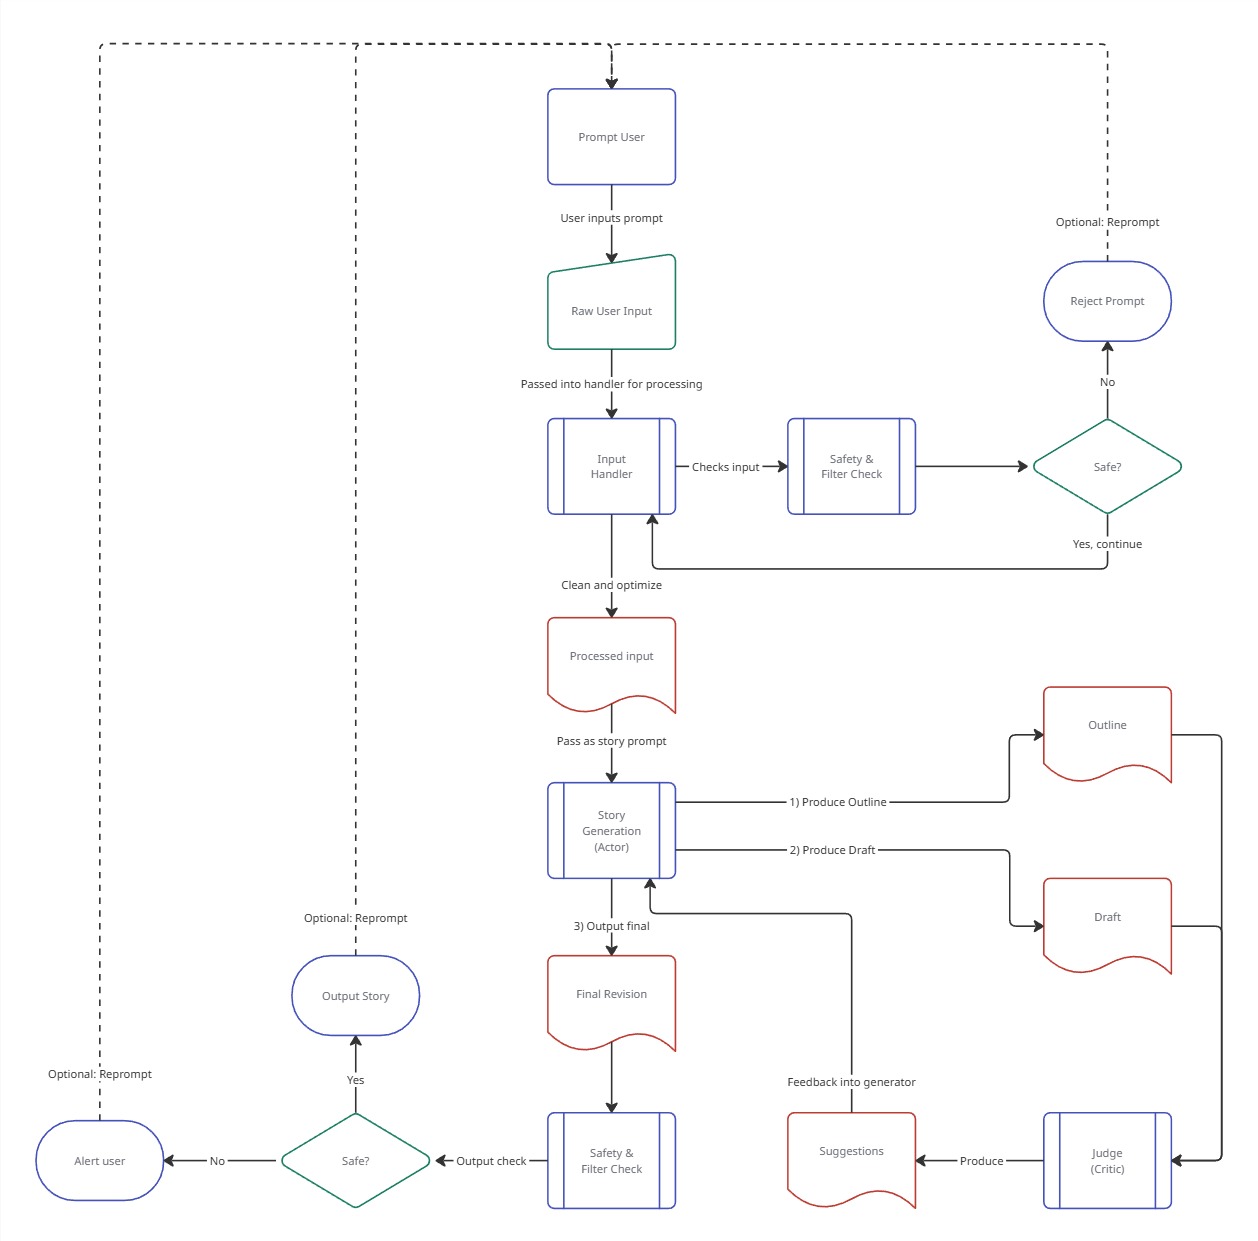 Prompt User
User inputs prompt
Optional: Reprompt
Raw User Input
Reject Prompt
Passed into handler for processing
No
Input
Handler
Checks input
Safety &
Filter Check
Safe?
Yes, continue
Clean and optimize
Processed input
Pass as story prompt
Outline
Story
Generation
(Actor)
1) Produce Outline
2) Produce Draft
Draft
Optional: Reprompt
3) Output final
Output Story
Final Revision
Optional: Reprompt
Yes
Feedback into generator
Alert user
No
Safe?
Output check
Safety &
Filter Check
Suggestions
Produce
Judge
(Critic)